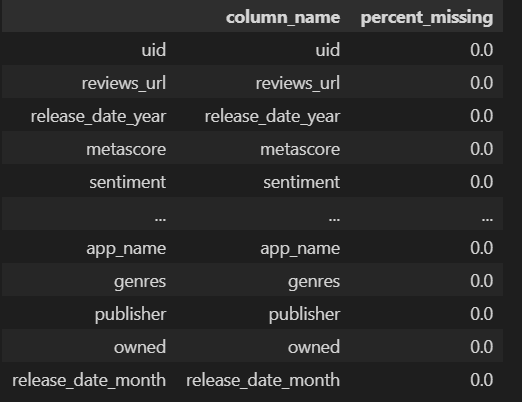 column_name percent_missing
uid uid 0.0
reviews_url reviews_url 0.0
release_date_year release_date_year 0.0
metascore metascore 0.0
sentiment sentiment 0.0
... ... ...
app_name app_name 0.0
genres genres 0.0
publisher publisher 0.0
owned owned 0.0
release_date_month release_date_month 0.0